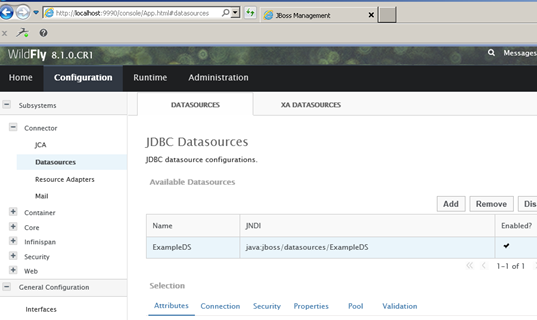 http://localhost:9990/console/App.html#datasources
JBoss Management
x
WildFly 8.1.0.CR1
Messages
Home
Configuration
Runtime
Administration
Subsystems
DATASOURCES
XA DATASOURCES
Connector
JCA
Datasources
Resource Adapters
Mail
Container
Core
Infinispan
Security
Web
General Configuration
Interfaces
JDBC Datasources
JDBC datasource configurations.
Available Datasources
Add
Remove
Dis
Name
JNDI
Enabled?
ExampleDS
java:jboss/datasources/ExampleDS
1-1 of 1
Selection
Attributes
Connection
Security
Properties
Pool
Validation